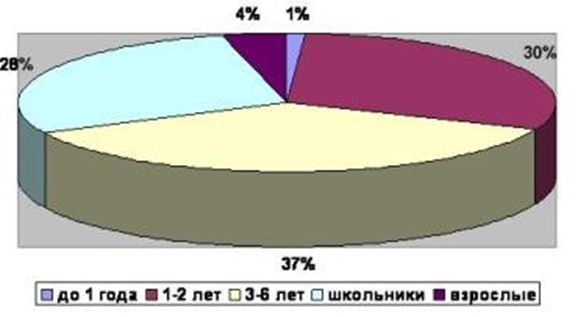 4% 1%
28% 30%
37%
до 1 года 1-2 лет 3-6 лет школьники взрослые